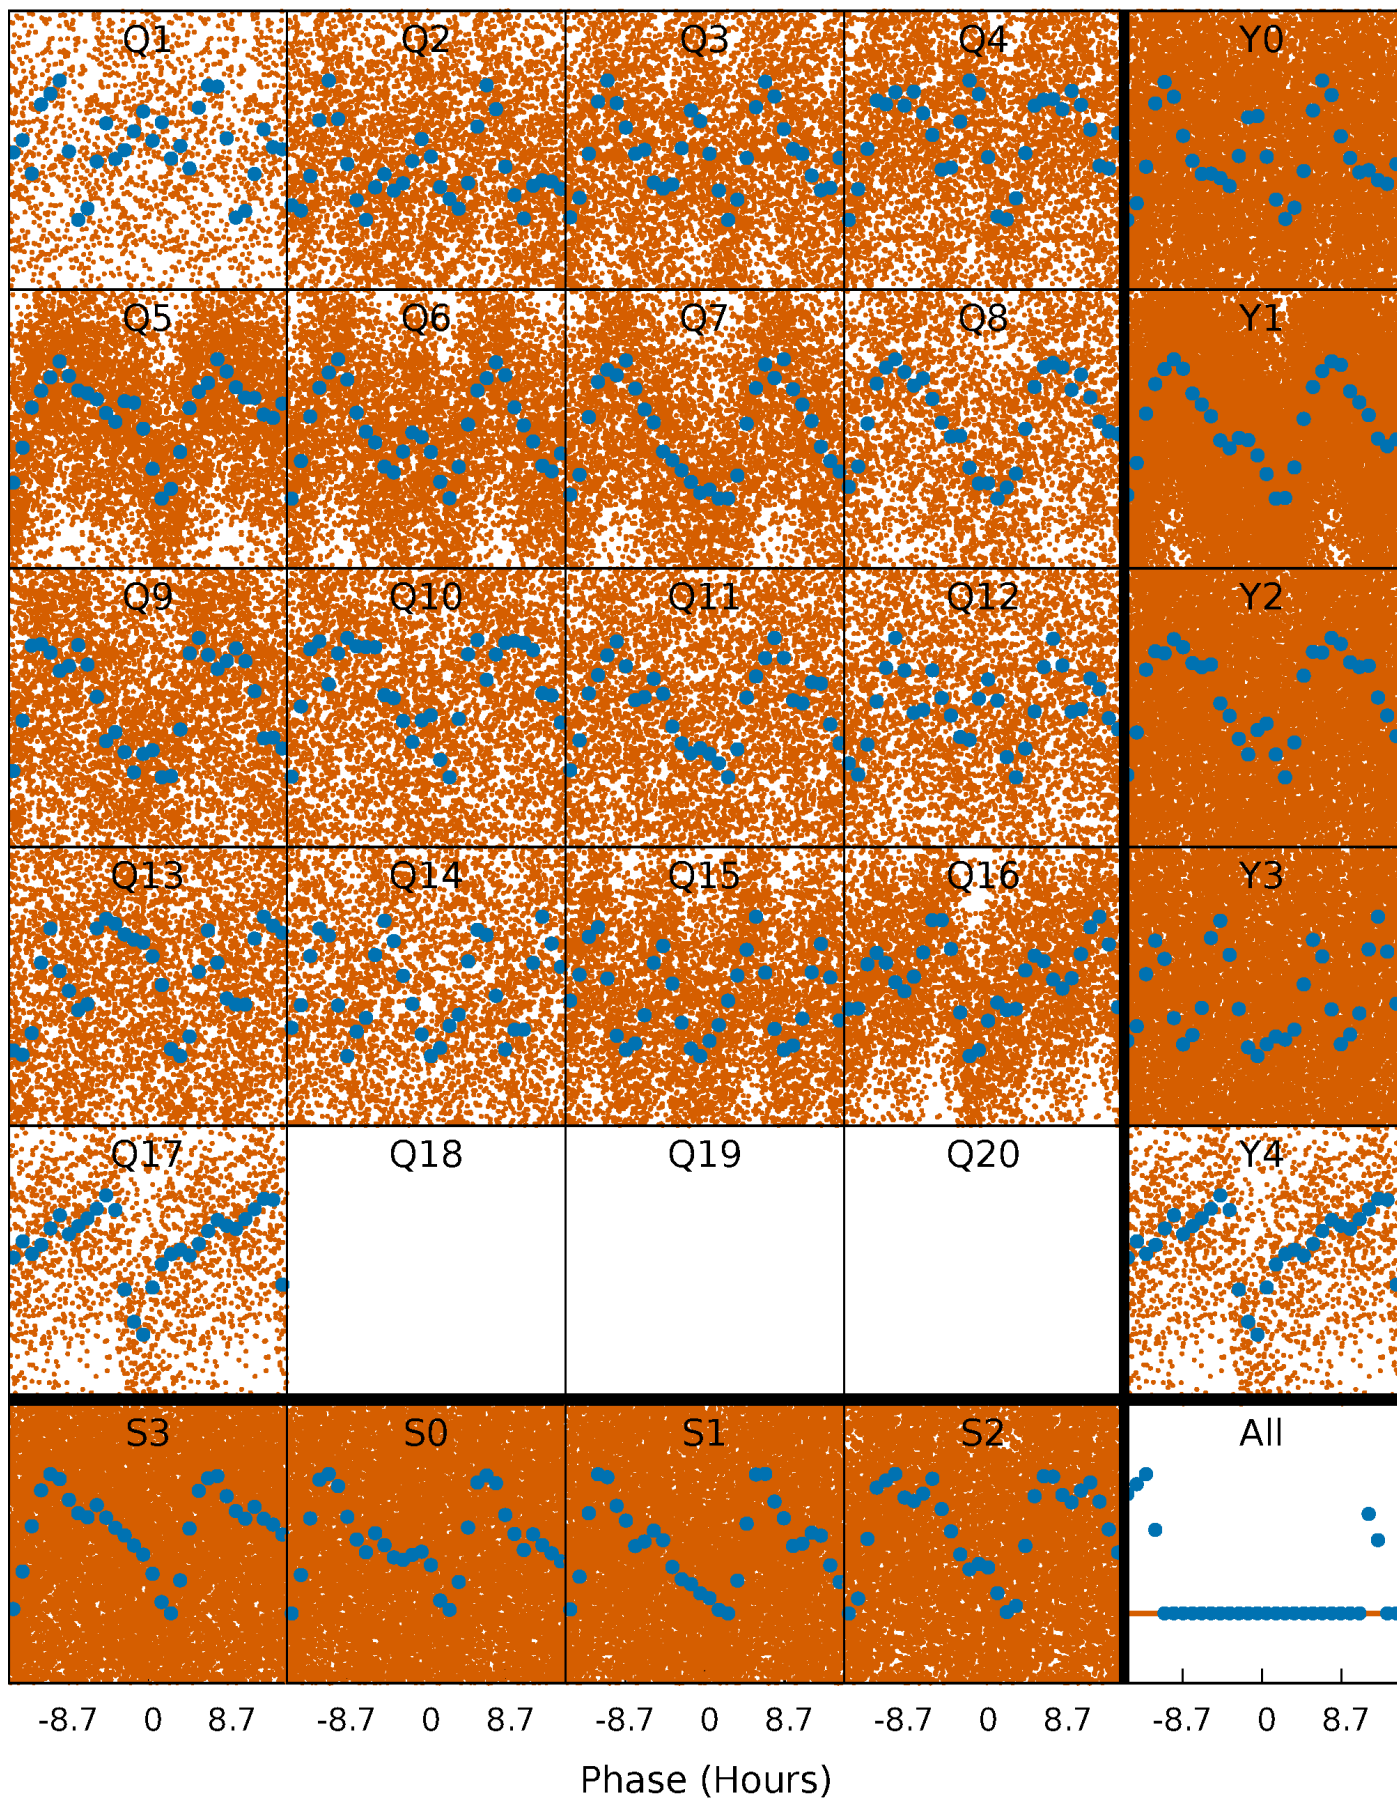 Q1 Q2 Q3 Q4 Y0
Q5 Q6 Q7 Q8 Y1
Q9 Q10 Q11 Q12 Y2
Q13 Q14 Q15 Q16 Y3
Q17 Q18 Q19 Q20 Y4
S3 S0 S1 S2 All
-8.7 0 8.7 -8.7 0 8.7 -8.7 0 8.7 -8.7 0 8.7 -8.7 0 8.7
Phase (Hours)